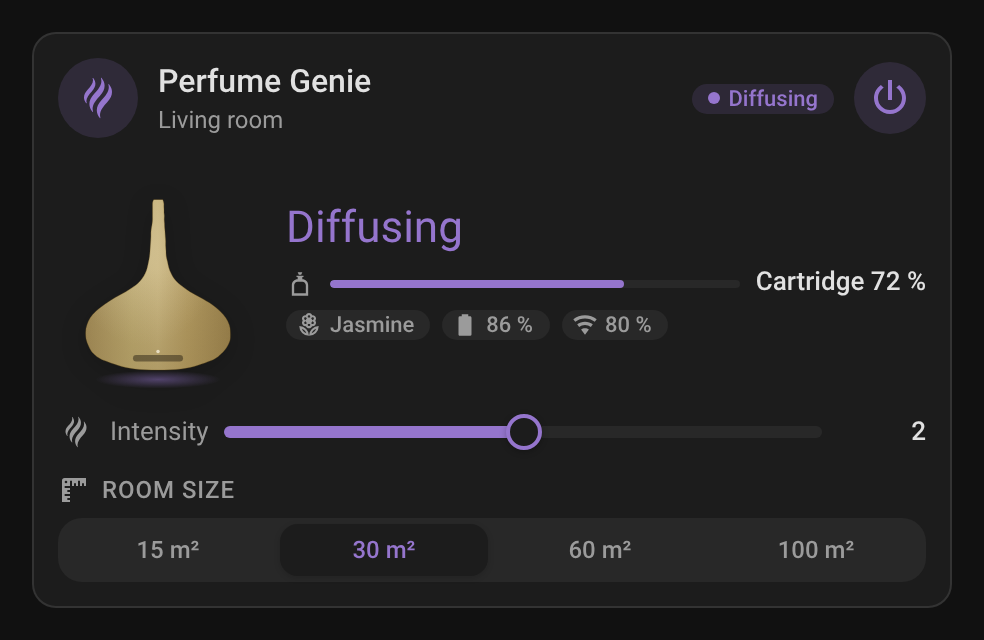 Perfume Genie
Living room
Diffusing
Diffusing
Cartridge 72 %
Jasmine
86 %
80 %
Intensity
2
ROOM SIZE
15 m²
30 m²
60 m²
100 m²